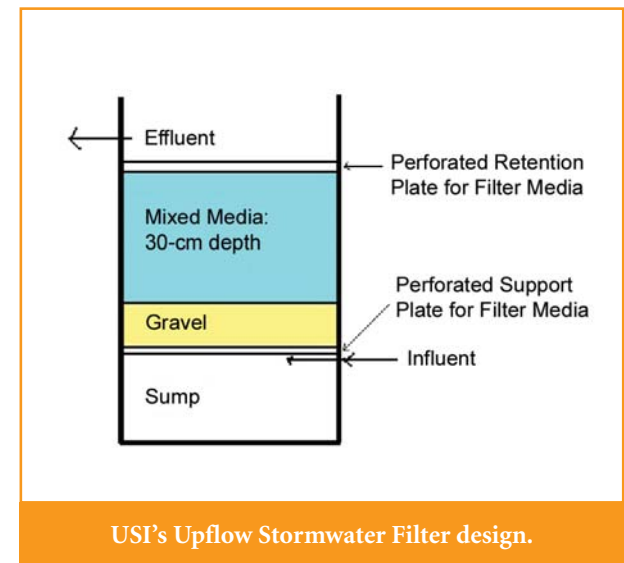 Effluent
Perforated Retention
Plate for Filter Media
Mixed Media:
30-cm depth
Perforated Support
Plate for Filter Media
Gravel
Influent
Sump
USI's Upflow Stormwater Filter design.